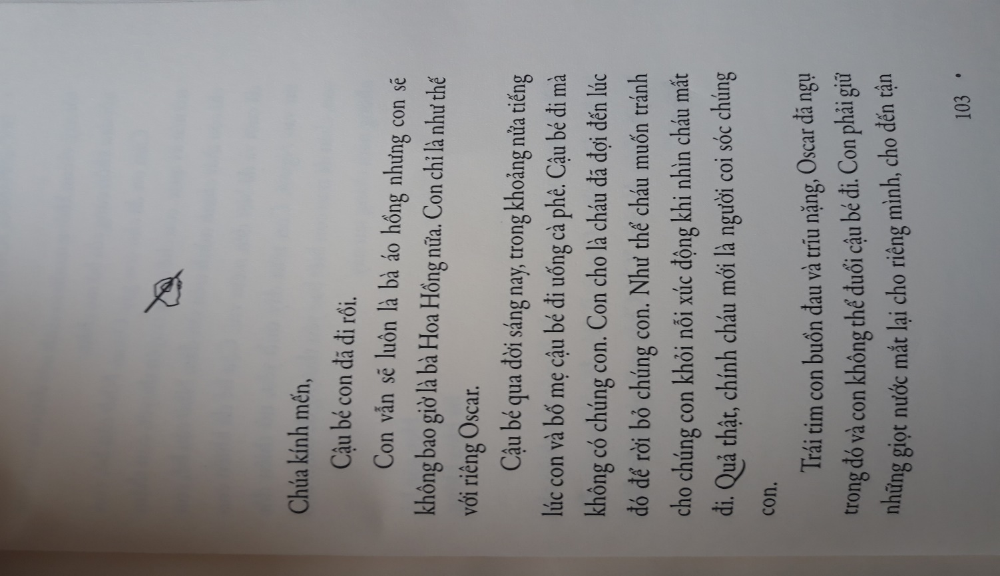 Chúa kính mến,
Cậu bé con đã đi rồi.
Con vẫn sẽ luôn là bà áo hồng nhưng con sẽ
không bao giờ là bà Hoa Hồng nữa. Con chỉ là như thế
với riêng Oscar.
Cậu bé qua đời sáng nay, trong khoảng nửa tiếng
lúc con và bố mẹ cậu bé đi uống cà phê. Cậu bé đi mà
không có chúng con. Con cho là cháu đã đợi đến lúc
đó để rời bỏ chúng con. Như thể cháu muốn tránh
cho chúng con khỏi nỗi xúc động khi nhìn cháu mất
đi. Quả thật, chính cháu mới là người coi sóc chúng
con.
Trái tim con buồn đau và trĩu nặng, Oscar đã ngụ
trong đó và con không thể đuổi cậu bé đi. Con phải giữ
những giọt nước mắt lại cho riêng mình, cho đến tận
103 •